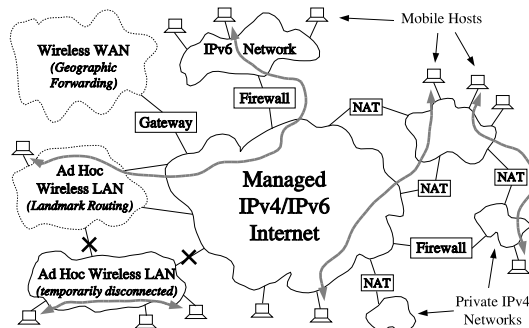 Mobile Hosts
IPv6 Network
Wireless WAN
(Geographic
Forwarding)
Firewall
NAT
Gateway
Ad Hoc
Wireless LAN
(Landmark Routing)
Managed
IPv4/IPv6
Internet
NAT
NAT
Firewall
Ad Hoc Wireless LAN
(temporarily disconnected)
NAT
Private IPv4
Networks